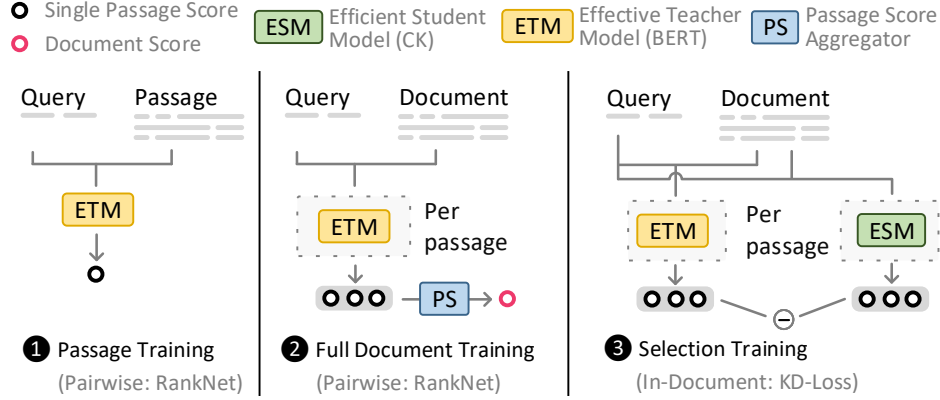 Single Passage Score
Document Score
ESM Efficient Student Model (CK)
ETM Effective Teacher Model (BERT)
PS Passage Score Aggregator
Query Passage
ETM
1 Passage Training
(Pairwise: RankNet)
Query Document
ETM
Per passage
PS
2 Full Document Training
(Pairwise: RankNet)
Query Document
ETM
Per passage
ESM
−
3 Selection Training
(In-Document: KD-Loss)